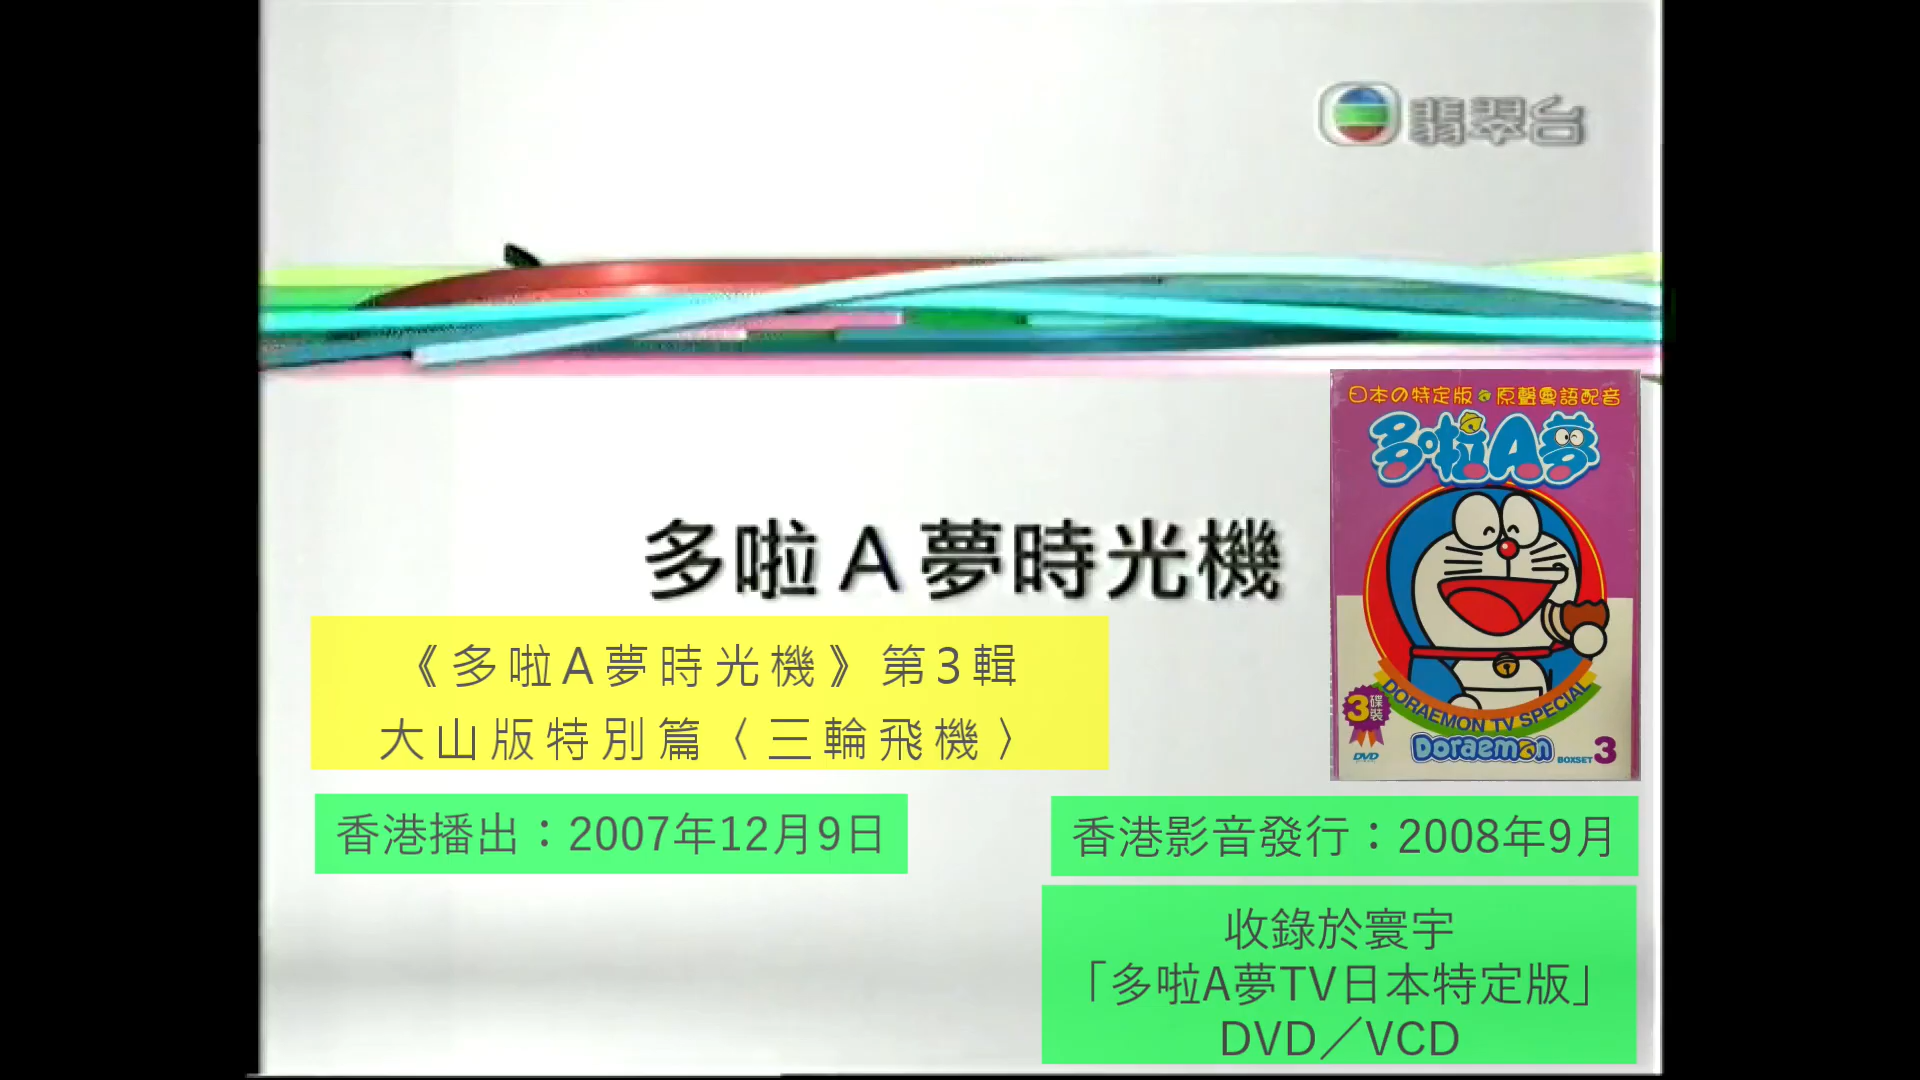 翡翠台
多啦A夢時光機
日本の特定版 原聲粵語配音
多啦A夢
DORAEMON TV SPECIAL
3碟裝
Doraemon
DVD
BOXSET 3
《多啦A夢時光機》第3輯
大山版特別篇〈三輪飛機〉
香港播出：2007年12月9日
香港影音發行：2008年9月
收錄於寰宇
「多啦A夢TV日本特定版」
DVD／VCD